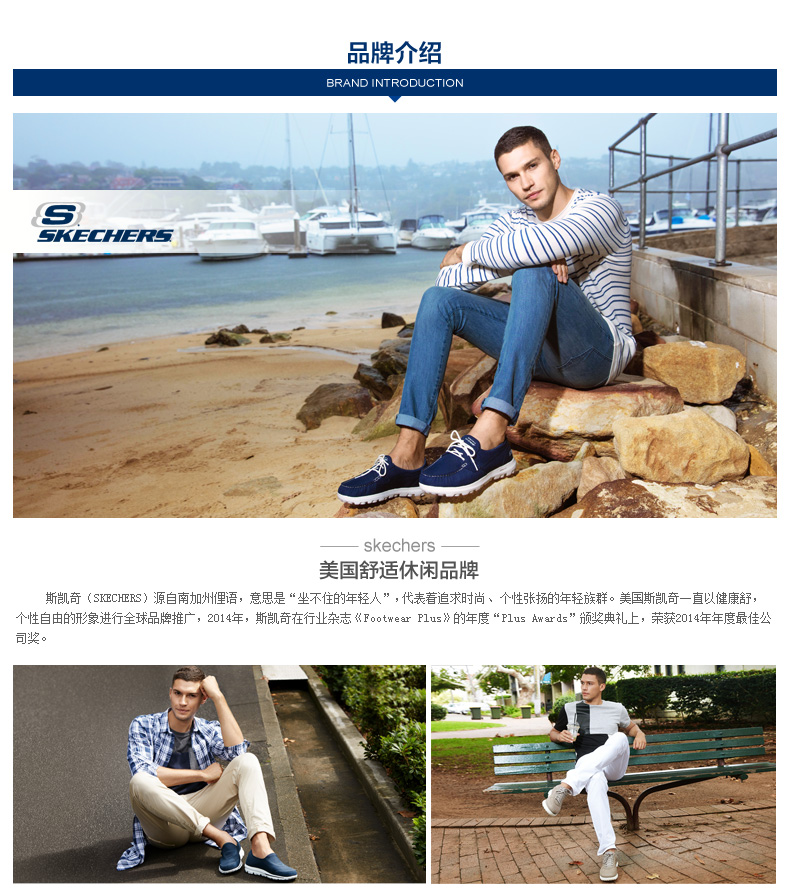 品牌介绍
BRAND INTRODUCTION
S
SKECHERS
skechers
美国舒适休闲品牌
斯凯奇（SKECHERS）源自南加州俚语，意思是“坐不住的年轻人”，代表着追求时尚、个性张扬的年轻族群。美国斯凯奇一直以健康舒，
个性自由的形象进行全球品牌推广，2014年，斯凯奇在行业杂志《Footwear Plus》的年度“Plus Awards”颁奖典礼上，荣获2014年年度最佳公
司奖。